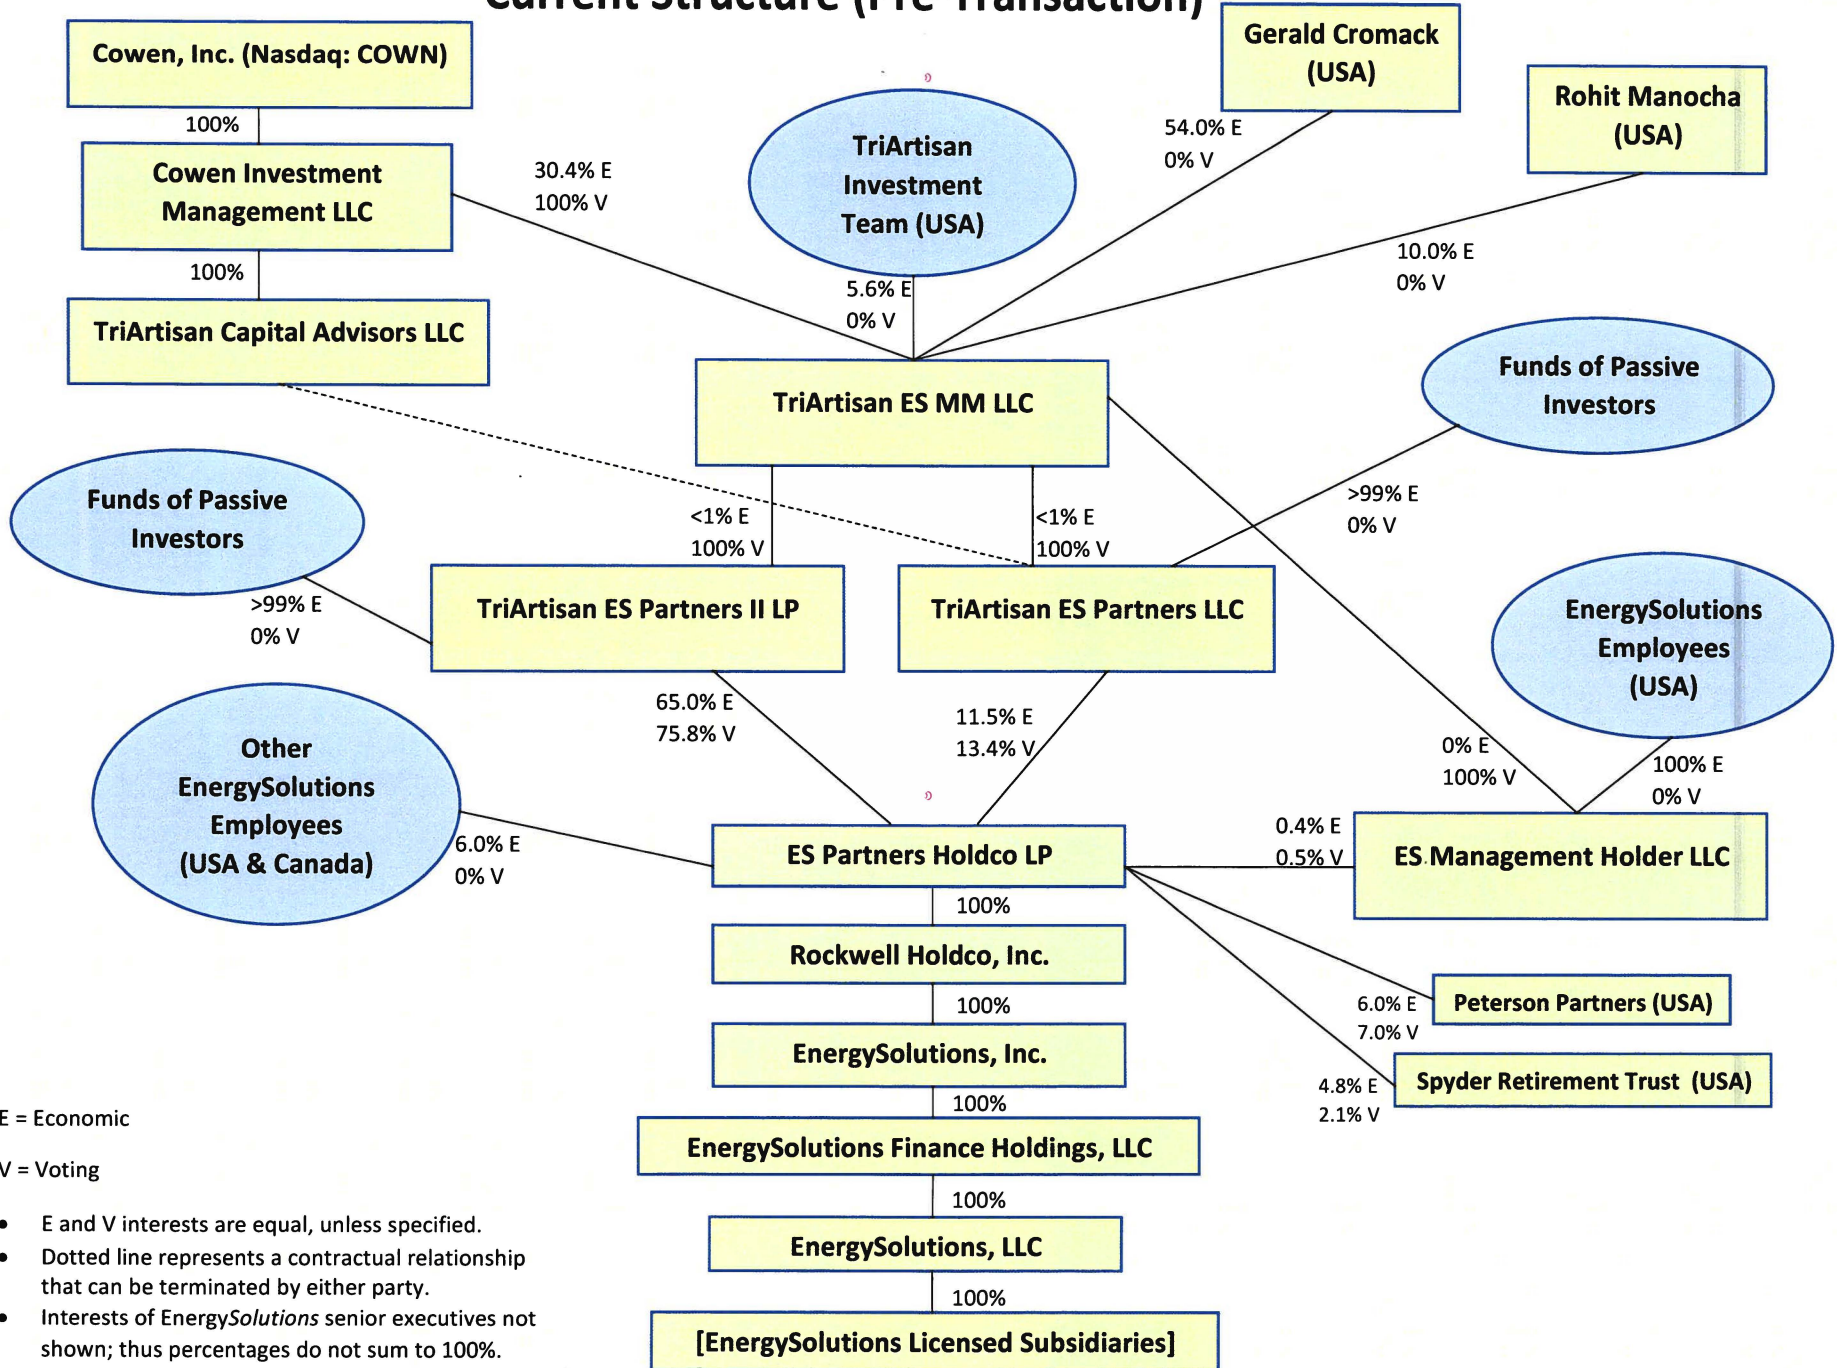 Current Structure (Pre-Transaction)
Cowen, Inc. (Nasdaq: COWN)
100%
Cowen Investment
Management LLC
100%
TriArtisan Capital Advisors LLC
30.4% E
100% V
TriArtisan
Investment
Team (USA)
5.6% E
0% V
Gerald Cromack
(USA)
54.0% E
0% V
Rohit Manocha
(USA)
10.0% E
0% V
TriArtisan ES MM LLC
Funds of Passive
Investors
>99% E
0% V
Funds of Passive
Investors
>99% E
0% V
<1% E
100% V
<1% E
100% V
TriArtisan ES Partners II LP
TriArtisan ES Partners LLC
EnergySolutions
Employees
(USA)
65.0% E
75.8% V
11.5% E
13.4% V
0% E
100% V
100% E
0% V
Other
EnergySolutions
Employees
(USA & Canada)
6.0% E
0% V
ES Partners Holdco LP
0.4% E
0.5% V
ES Management Holder LLC
100%
Rockwell Holdco, Inc.
6.0% E
7.0% V
Peterson Partners (USA)
100%
EnergySolutions, Inc.
4.8% E
2.1% V
Spyder Retirement Trust (USA)
100%
EnergySolutions Finance Holdings, LLC
100%
EnergySolutions, LLC
100%
[EnergySolutions Licensed Subsidiaries]
E = Economic
V = Voting
• E and V interests are equal, unless specified.
• Dotted line represents a contractual relationship
that can be terminated by either party.
• Interests of EnergySolutions senior executives not
shown; thus percentages do not sum to 100%.